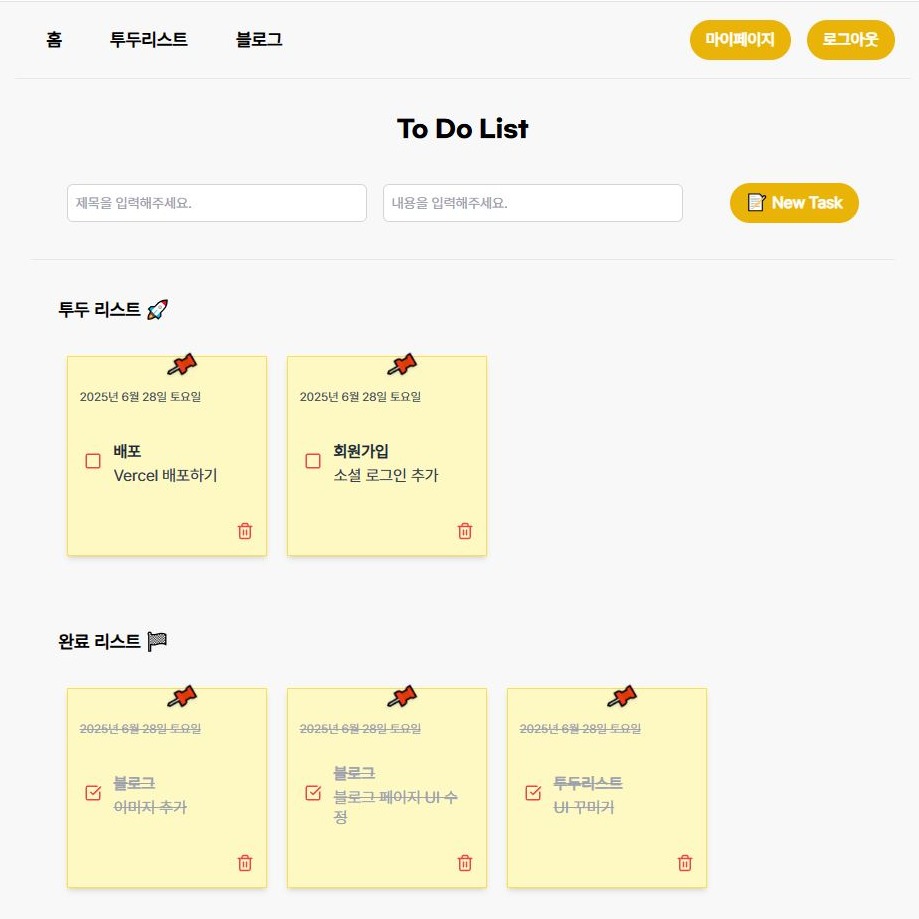 홈 투두리스트 블로그 마이페이지 로그아웃
To Do List
제목을 입력해주세요. 내용을 입력해주세요. New Task
투두 리스트
2025년 6월 28일 토요일
배포
Vercel 배포하기
2025년 6월 28일 토요일
회원가입
소셜 로그인 추가
완료 리스트
2025년 6월 28일 토요일
블로그
이미지 추가
2025년 6월 28일 토요일
블로그
블로그 페이지 UI 수
정
2025년 6월 28일 토요일
투두리스트
UI 꾸미기